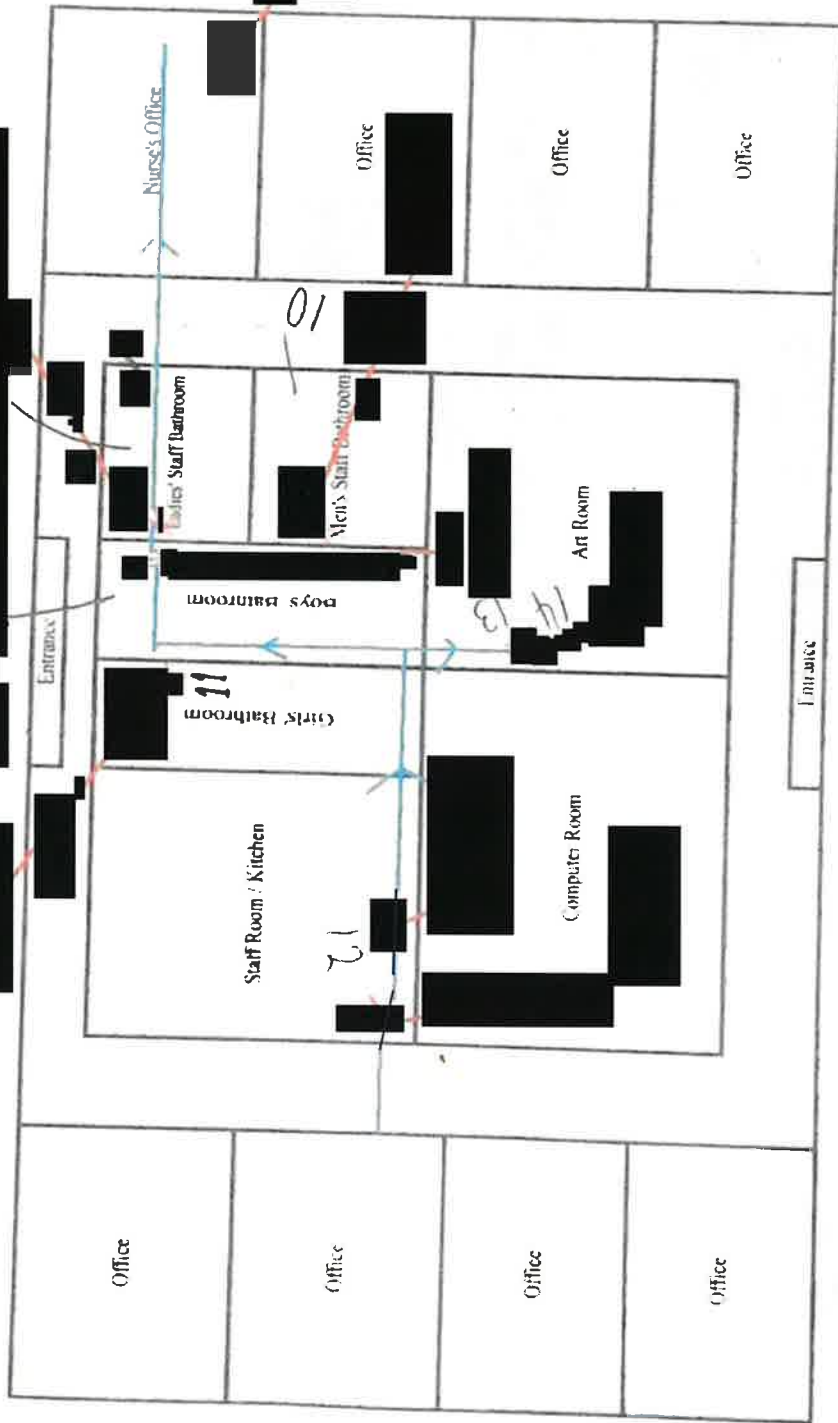 Nurse's Office
Office
Office
Office
10
Ladies' Staff Bathroom
Men's Staff Bathroom
Entrance
Boys Bathroom
13
14
Art Room
11
Girls' Bathroom
Entrance
Staff Room / Kitchen
12
Computer Room
Office
Office
Office
Office